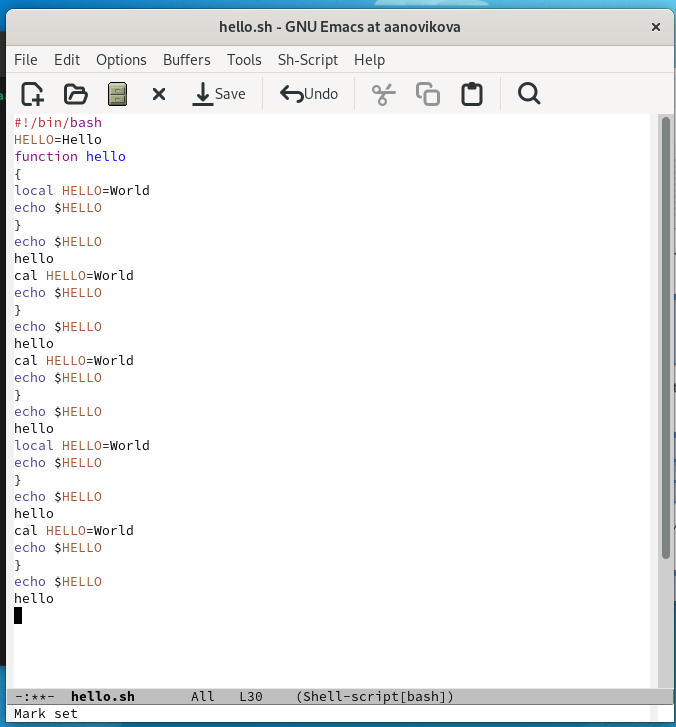 hello.sh - GNU Emacs at aanovikova
File Edit Options Buffers Tools Sh-Script Help
Save Undo
#!/bin/bash
HELLO=Hello
function hello
{
local HELLO=World
echo $HELLO
}
echo $HELLO
hello
cal HELLO=World
echo $HELLO
}
echo $HELLO
hello
cal HELLO=World
echo $HELLO
}
echo $HELLO
hello
local HELLO=World
echo $HELLO
}
echo $HELLO
hello
cal HELLO=World
echo $HELLO
}
echo $HELLO
hello
-:**- hello.sh All L30 (Shell-script[bash])
Mark set